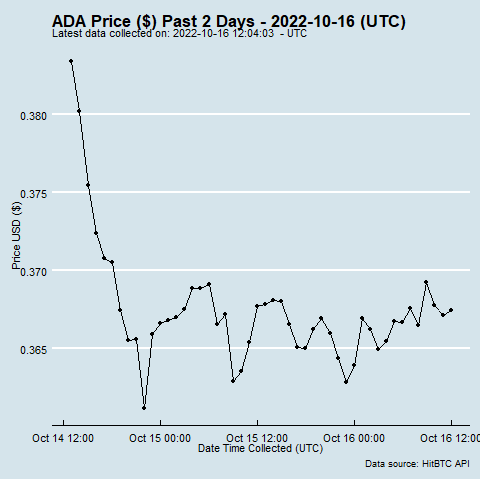 ADA Price ($) Past 2 Days - 2022-10-16 (UTC)
Latest data collected on: 2022-10-16 12:04:03 - UTC
0.380
0.375
0.370
0.365
Price USD ($)
Oct 14 12:00 Oct 15 00:00 Oct 15 12:00 Oct 16 00:00 Oct 16 12:00
Date Time Collected (UTC)
Data source: HitBTC API